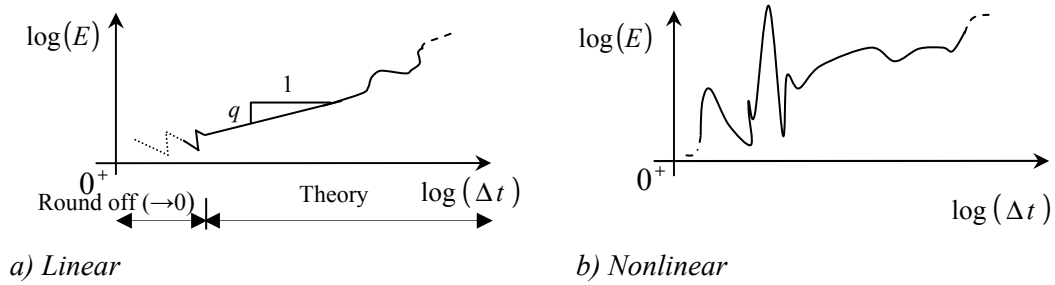 log(E)
1
q
0⁺
Round off (→0)
Theory
log(Δt)
a) Linear
log(E)
0⁺
log(Δt)
b) Nonlinear